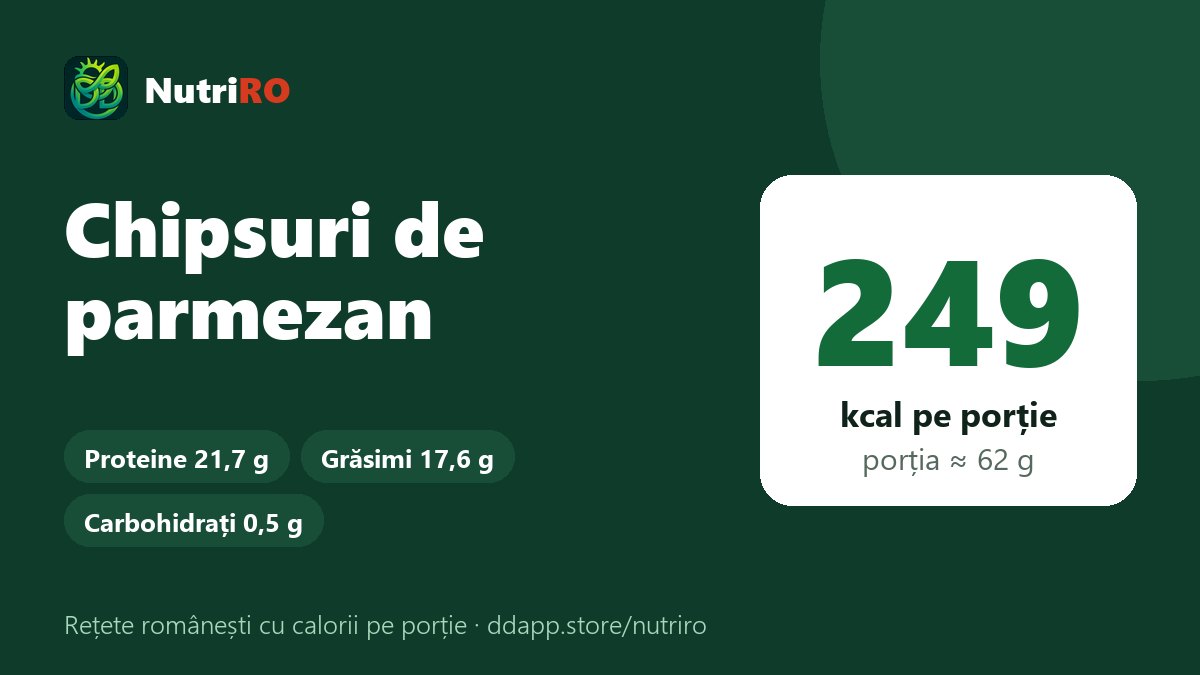 NutriRO
Chipsuri de
parmezan
Proteine 21,7 g
Grăsimi 17,6 g
Carbohidrați 0,5 g
249
kcal pe porție
porția ≈ 62 g
Rețete românești cu calorii pe porție · ddapp.store/nutriro